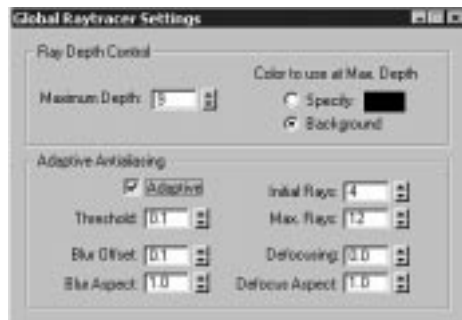 Global Raytracer Settings
Ray Depth Control
Maximum Depth: 9
Color to use at Max. Depth
Specify:
Background
Adaptive Antialiasing
Adaptive
Initial Rays: 4
Threshold: 0.1
Max. Rays: 12
Blur Offset: 0.1
Defocusing: 0.0
Blur Aspect: 1.0
Defocus Aspect: 1.0